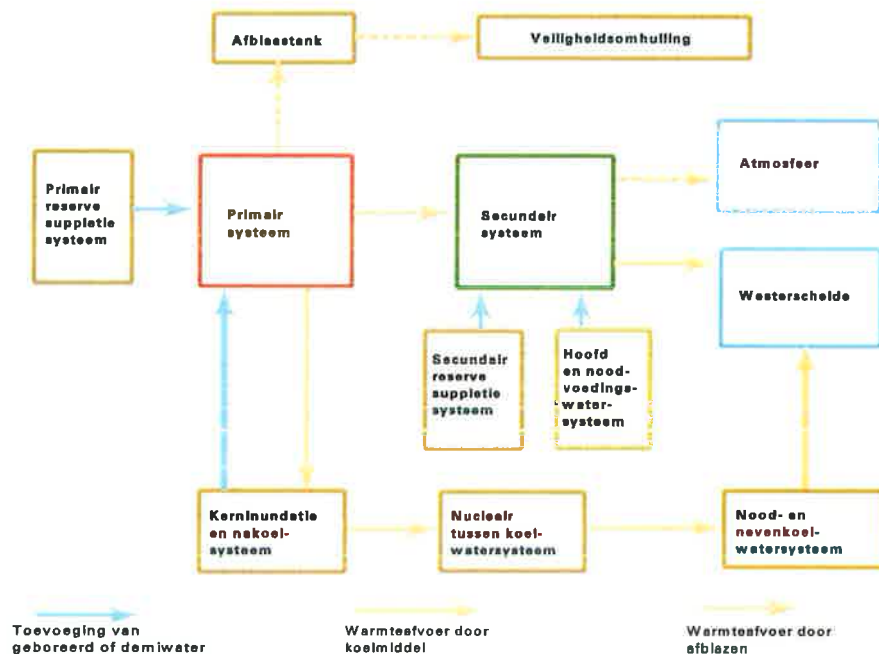 Afblaastank
Veiligheidsomhulling
Primair
reserve
suppletie
systeem
Primair
systeem
Secundair
systeem
Atmosfeer
Westerschelde
Secundair
reserve
suppletie
systeem
Hoofd
en nood-
voedings-
water-
systeem
Kerninundatie
en nakoel-
systeem
Nucleair
tussen koel-
watersysteem
Nood- en
nevenkoel-
watersysteem
Toevoeging van
geboreerd of demiwater
Warmteafvoer door
koelmiddel
Warmteafvoer door
afblazen